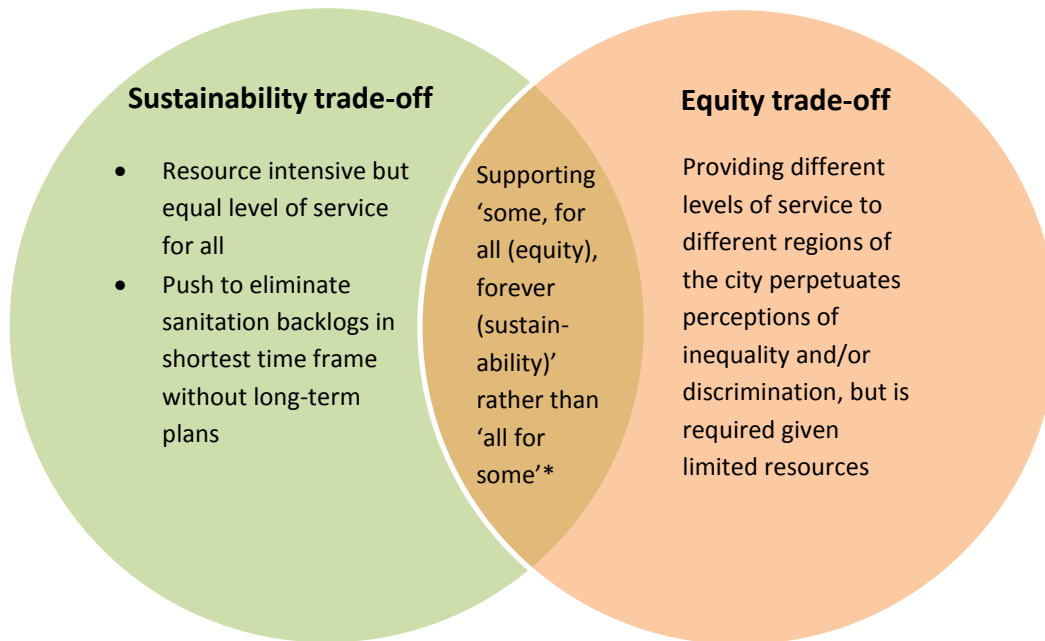 Sustainability trade-off
• Resource intensive but
equal level of service
for all
• Push to eliminate
sanitation backlogs in
shortest time frame
without long-term
plans
Supporting
‘some, for
all (equity),
forever
(sustain-
ability)’
rather than
‘all for
some’*
Equity trade-off
Providing different
levels of service to
different regions of
the city perpetuates
perceptions of
inequality and/or
discrimination, but is
required given
limited resources